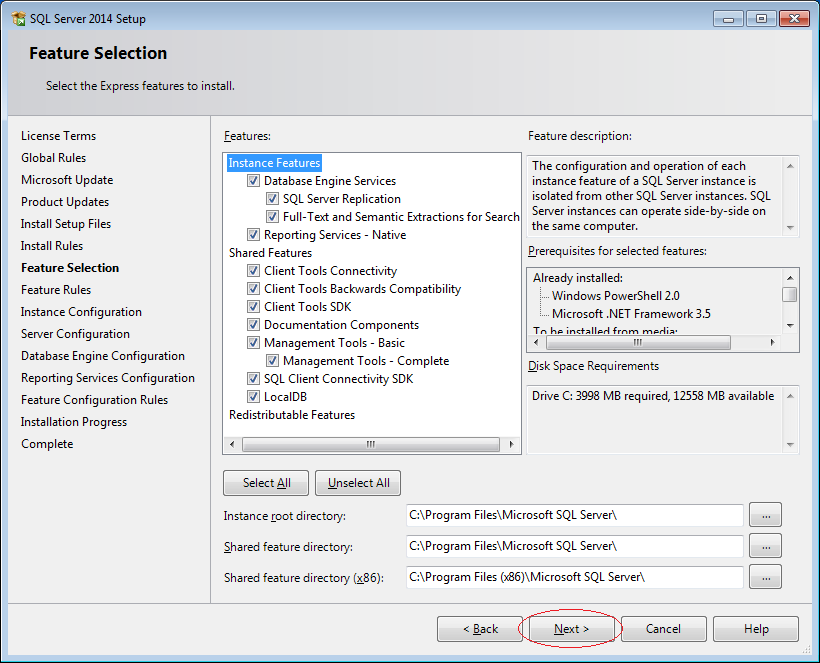 SQL Server 2014 Setup
Feature Selection
Select the Express features to install.
License Terms
Global Rules
Microsoft Update
Product Updates
Install Setup Files
Install Rules
Feature Selection
Feature Rules
Instance Configuration
Server Configuration
Database Engine Configuration
Reporting Services Configuration
Feature Configuration Rules
Installation Progress
Complete
Features:
Instance Features
Database Engine Services
SQL Server Replication
Full-Text and Semantic Extractions for Search
Reporting Services - Native
Shared Features
Client Tools Connectivity
Client Tools Backwards Compatibility
Client Tools SDK
Documentation Components
Management Tools - Basic
Management Tools - Complete
SQL Client Connectivity SDK
LocalDB
Redistributable Features
Feature description:
The configuration and operation of each
instance feature of a SQL Server instance is
isolated from other SQL Server instances. SQL
Server instances can operate side-by-side on
the same computer.
Prerequisites for selected features:
Already installed:
Windows PowerShell 2.0
Microsoft .NET Framework 3.5
To be installed from media:
Disk Space Requirements
Drive C: 3998 MB required, 12558 MB available
Select All
Unselect All
Instance root directory:
C:\Program Files\Microsoft SQL Server\
...
Shared feature directory:
C:\Program Files\Microsoft SQL Server\
...
Shared feature directory (x86):
C:\Program Files (x86)\Microsoft SQL Server\
...
< Back
Next >
Cancel
Help